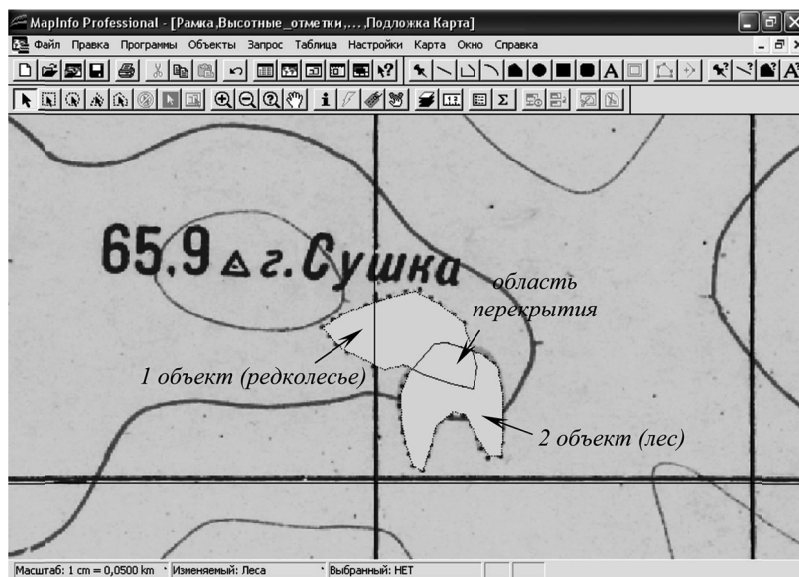 MapInfo Professional - [Рамка,Высотные_отметки,...,Подложка Карта]
Файл Правка Программы Объекты Запрос Таблица Настройки Карта Окно Справка
65.9 г. Сушка
область
перекрытия
1 объект (редколесье)
2 объект (лес)
Масштаб: 1 cm = 0,0500 km Изменяемый: Леса Выбранный: НЕТ